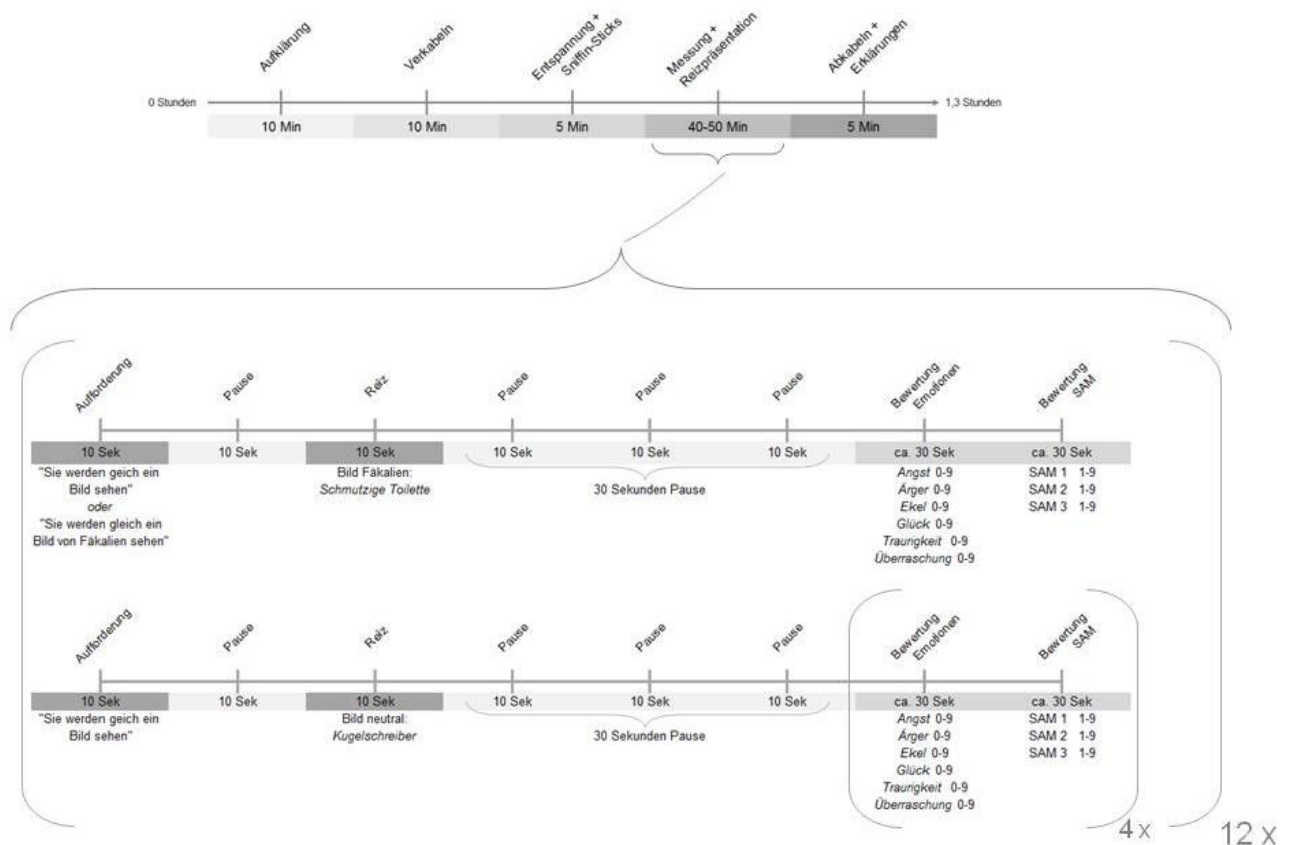 Aufklärung
Verkabeln
Entspannung +
Sniffin-Sticks
Messung +
Reizpräsentation
Abkabeln +
Erklärungen
0 Stunden
1,3 Stunden
10 Min
10 Min
5 Min
40-50 Min
5 Min
Aufforderung
Pause
Reiz
Pause
Pause
Pause
Bewertung
Emotionen
Bewertung
SAM
10 Sek
10 Sek
10 Sek
10 Sek
10 Sek
10 Sek
ca. 30 Sek
ca. 30 Sek
"Sie werden geich ein
Bild sehen"
oder
"Sie werden gleich ein
Bild von Fäkalien sehen"
Bild Fäkalien:
Schmutzige Toilette
30 Sekunden Pause
Angst 0-9
Ärger 0-9
Ekel 0-9
Glück 0-9
Traurigkeit 0-9
Überraschung 0-9
SAM 1 1-9
SAM 2 1-9
SAM 3 1-9
Aufforderung
Pause
Reiz
Pause
Pause
Pause
Bewertung
Emotionen
Bewertung
SAM
10 Sek
10 Sek
10 Sek
10 Sek
10 Sek
10 Sek
ca. 30 Sek
ca. 30 Sek
"Sie werden geich ein
Bild sehen"
Bild neutral:
Kugelschreiber
30 Sekunden Pause
Angst 0-9
Ärger 0-9
Ekel 0-9
Glück 0-9
Traurigkeit 0-9
Überraschung 0-9
SAM 1 1-9
SAM 2 1-9
SAM 3 1-9
4 x
12 x